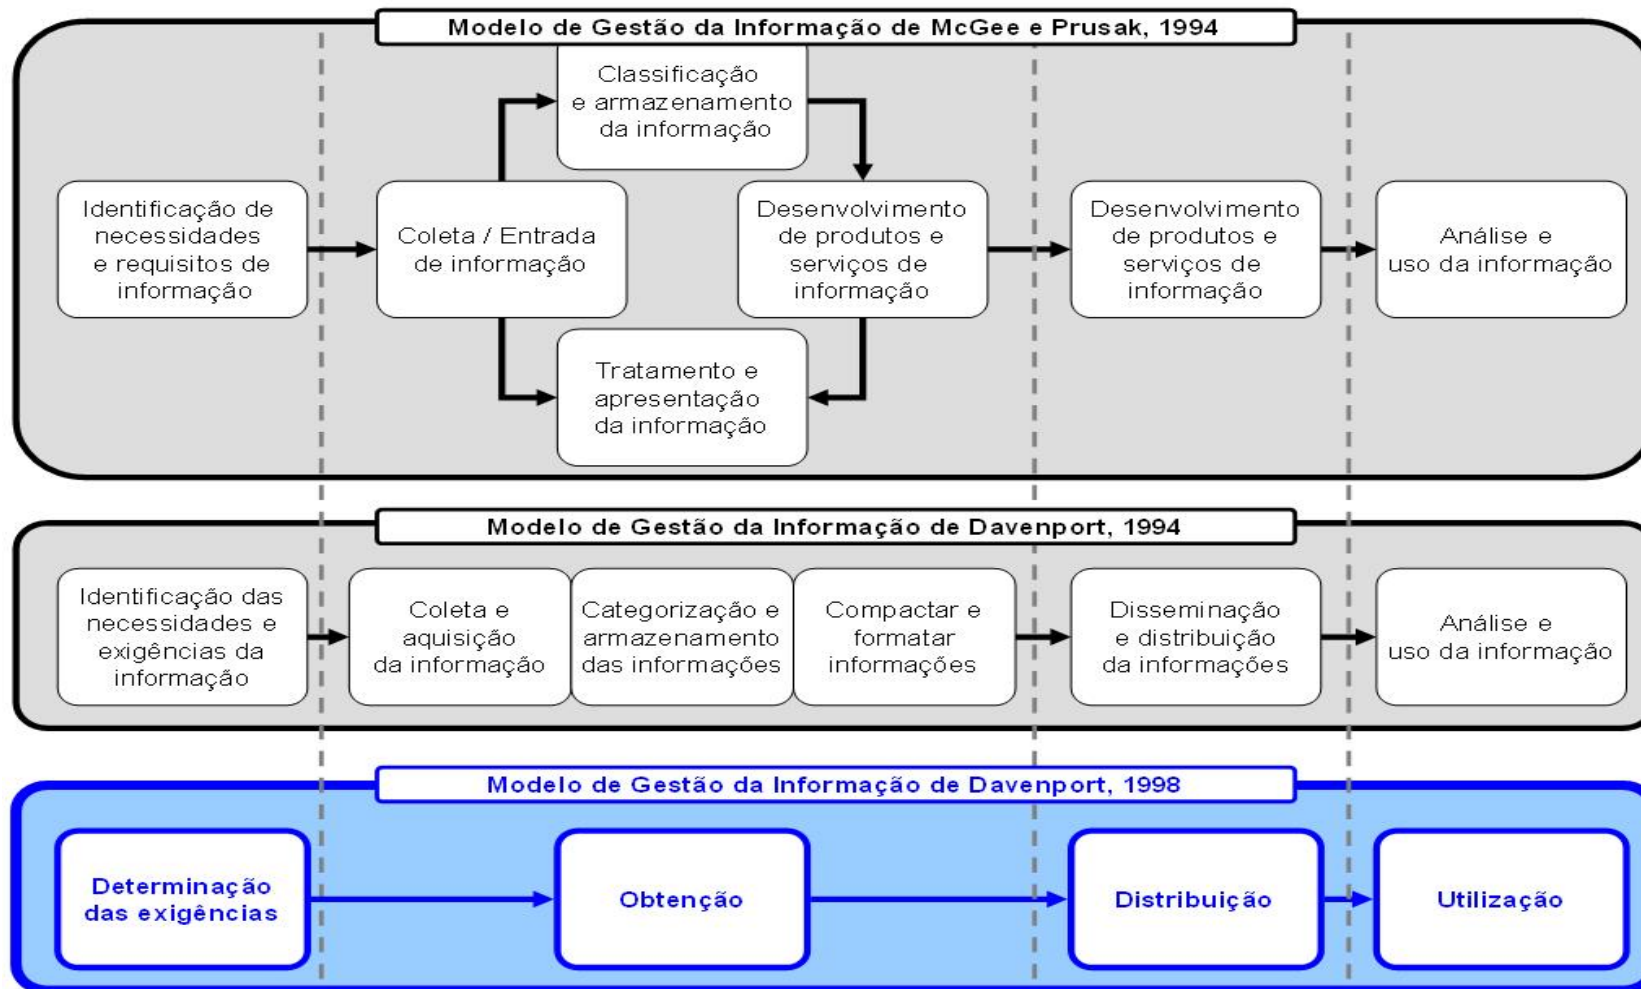 Modelo de Gestão da Informação de McGee e Prusak, 1994
Classificação
e armazenamento
da informação
Identificação de
necessidades
e requisitos de
informação
Coleta / Entrada
de informação
Desenvolvimento
de produtos e
serviços de
informação
Desenvolvimento
de produtos e
serviços de
informação
Análise e
uso da informação
Tratamento e
apresentação
da informação
Modelo de Gestão da Informação de Davenport, 1994
Identificação das
necessidades e
exigências da
informação
Coleta e
aquisição
da informação
Categorização e
armazenamento
das informações
Compactar e
formatar
informações
Disseminação
e distribuição
da informações
Análise e
uso da informação
Modelo de Gestão da Informação de Davenport, 1998
Determinação
das exigências
Obtenção
Distribuição
Utilização